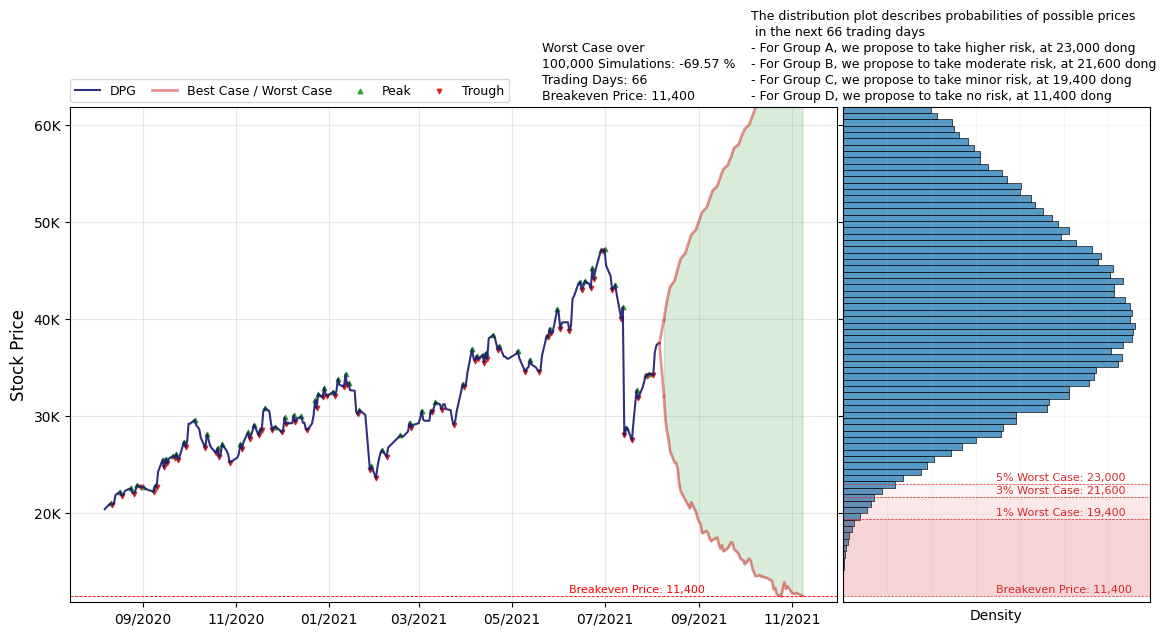 The distribution plot describes probabilities of possible prices
in the next 66 trading days
- For Group A, we propose to take higher risk, at 23,000 dong
- For Group B, we propose to take moderate risk, at 21,600 dong
- For Group C, we propose to take minor risk, at 19,400 dong
- For Group D, we propose to take no risk, at 11,400 dong
Worst Case over
100,000 Simulations: -69.57 %
Trading Days: 66
Breakeven Price: 11,400
DPG
Best Case / Worst Case
Peak
Trough
Stock Price
60K
50K
40K
30K
20K
Breakeven Price: 11,400
09/2020
11/2020
01/2021
03/2021
05/2021
07/2021
09/2021
11/2021
5% Worst Case: 23,000
3% Worst Case: 21,600
1% Worst Case: 19,400
Breakeven Price: 11,400
Density